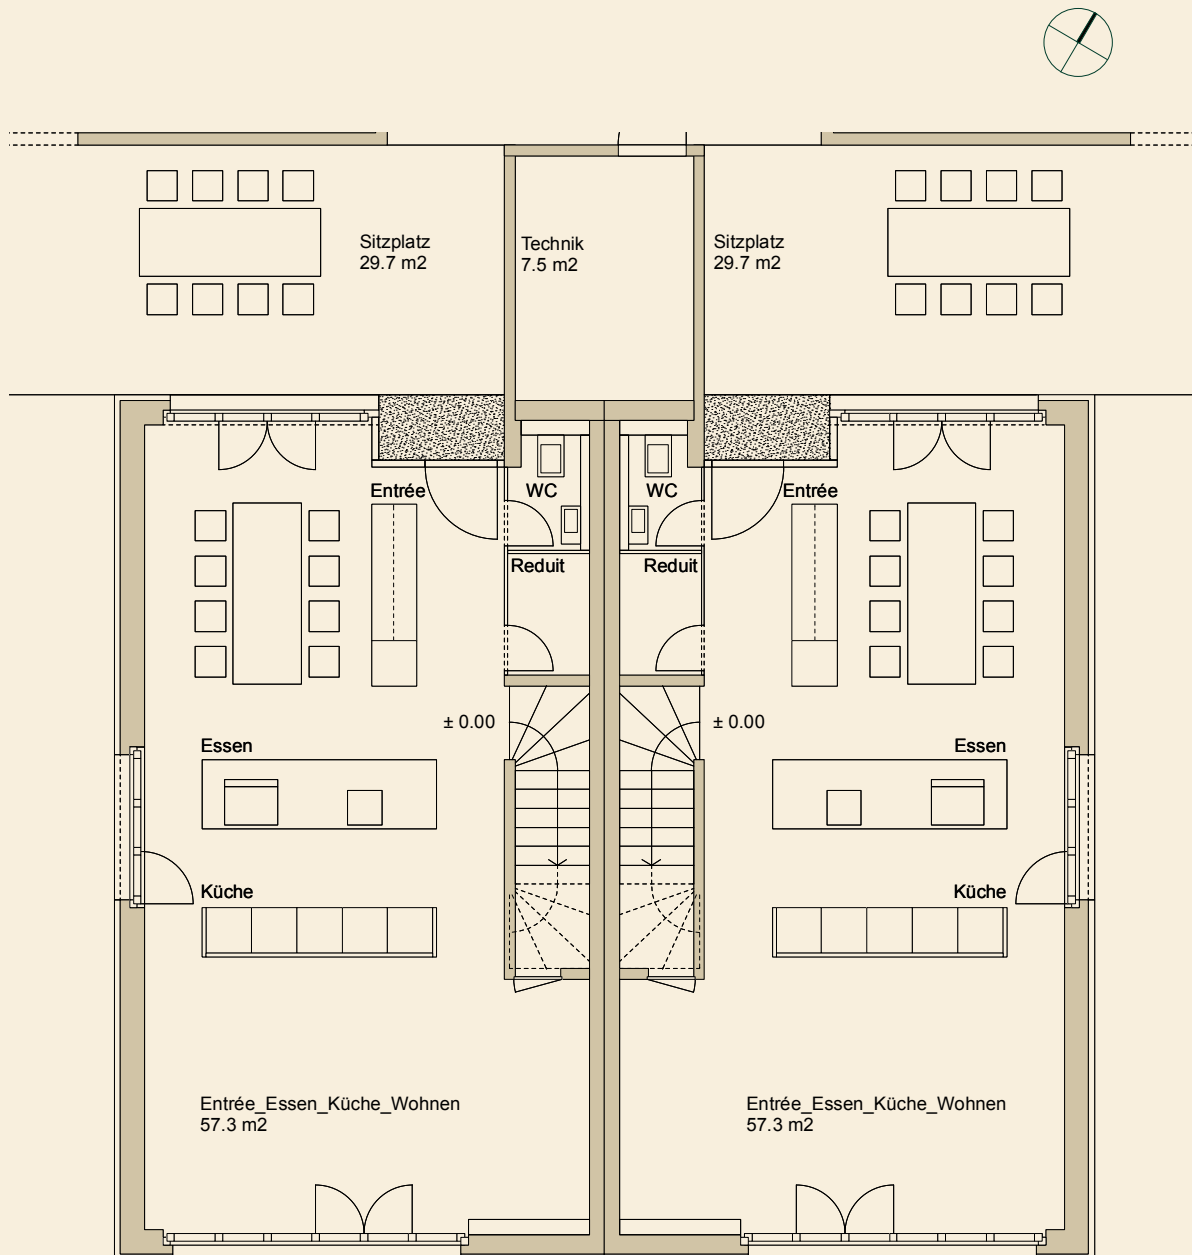 Sitzplatz
29.7 m2
Technik
7.5 m2
Sitzplatz
29.7 m2
Entrée
WC
WC
Entrée
Reduit
Reduit
± 0.00
± 0.00
Essen
Essen
Küche
Küche
Entrée_Essen_Küche_Wohnen
57.3 m2
Entrée_Essen_Küche_Wohnen
57.3 m2